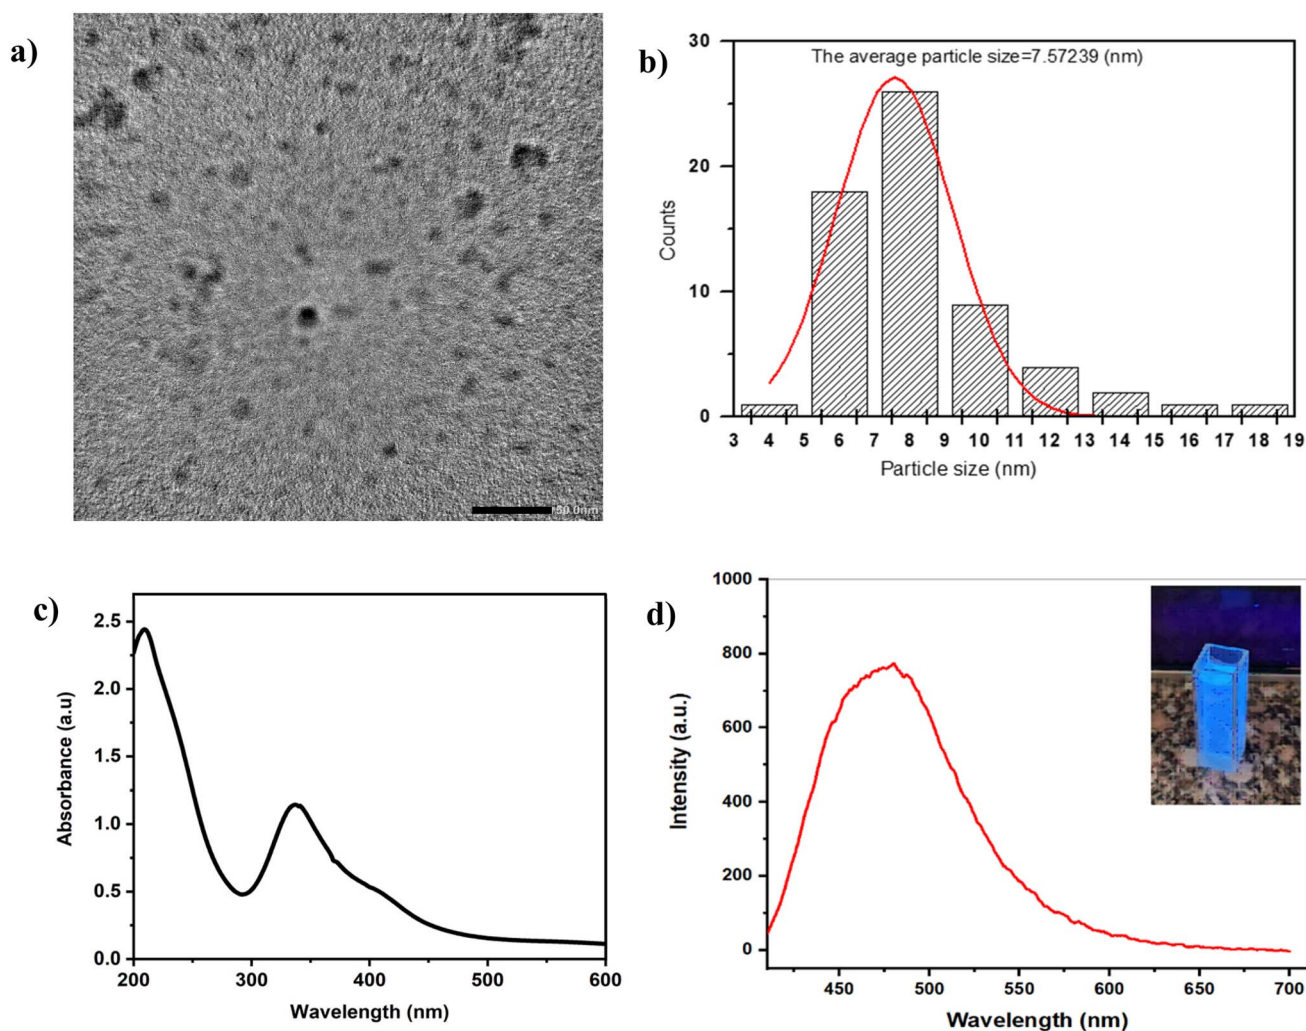 a)
50.0nm
b)
The average particle size=7.57239 (nm)
30
20
10
0
Counts
3 4 5 6 7 8 9 10 11 12 13 14 15 16 17 18 19
Particle size (nm)
c)
2.5
2.0
1.5
1.0
0.5
0.0
Absorbance (a.u)
200 300 400 500 600
Wavelength (nm)
d)
1000
800
600
400
200
0
Intensity (a.u.)
450 500 550 600 650 700
Wavelength (nm)